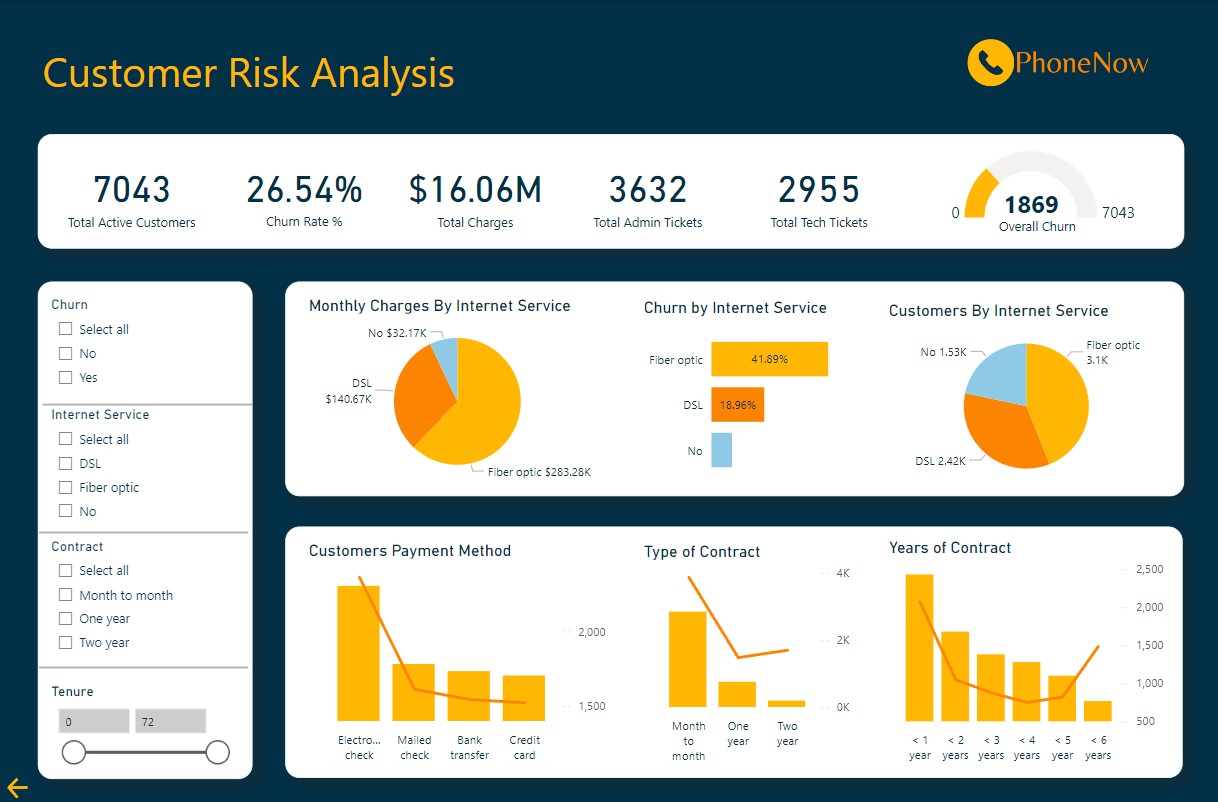 Customer Risk Analysis
PhoneNow
7043
Total Active Customers
26.54%
Churn Rate %
$16.06M
Total Charges
3632
Total Admin Tickets
2955
Total Tech Tickets
0
1869
7043
Overall Churn
Churn
Select all
No
Yes
Internet Service
Select all
DSL
Fiber optic
No
Contract
Select all
Month to month
One year
Two year
Tenure
0
72
Monthly Charges By Internet Service
No $32.17K
DSL
$140.67K
Fiber optic $283.28K
Churn by Internet Service
Fiber optic
41.89%
DSL
18.96%
No
Customers By Internet Service
No 1.53K
Fiber optic
3.1K
DSL 2.42K
Customers Payment Method
2,000
1,500
Electro...
check
Mailed
check
Bank
transfer
Credit
card
Type of Contract
4K
2K
0K
Month
to
month
One
year
Two
year
Years of Contract
2,500
2,000
1,500
1,000
500
< 1
year
< 2
years
< 3
years
< 4
years
< 5
year
< 6
years